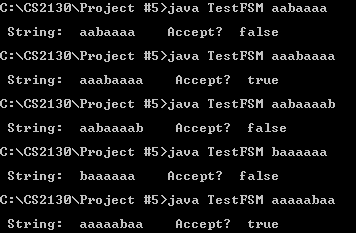 C:\CS2130\Project #5>java TestFSM aabaaaa
String: aabaaaa Accept? false
C:\CS2130\Project #5>java TestFSM aaabaaaa
String: aaabaaaa Accept? true
C:\CS2130\Project #5>java TestFSM aabaaaab
String: aabaaaab Accept? false
C:\CS2130\Project #5>java TestFSM baaaaaa
String: baaaaaa Accept? false
C:\CS2130\Project #5>java TestFSM aaaaabaa
String: aaaaabaa Accept? true